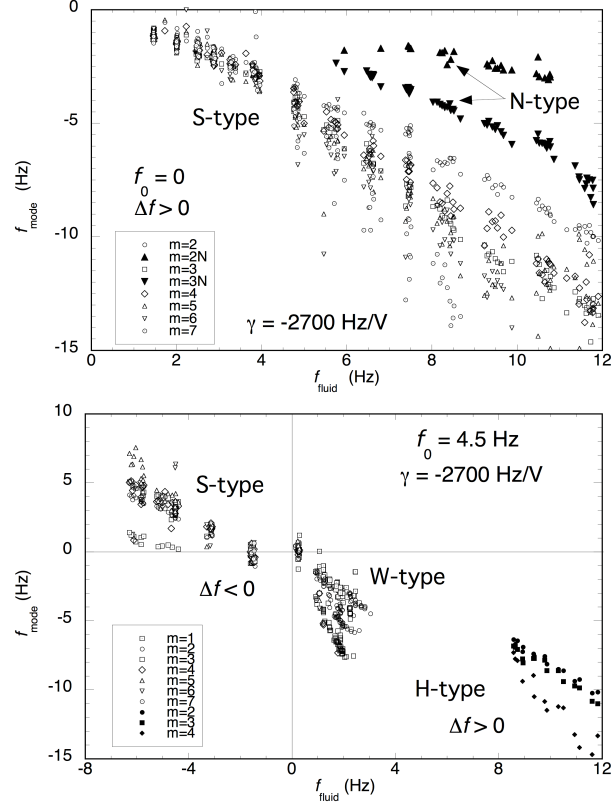 0
-5
-10
-15
f_mode (Hz)
S-type
N-type
f_0 = 0
Δf > 0
m=2
m=2N
m=3
m=3N
m=4
m=5
m=6
m=7
γ = -2700 Hz/V
0 2 4 6 8 10 12
f_fluid (Hz)
10
5
0
-5
-10
-15
f_mode (Hz)
f_0 = 4.5 Hz
γ = -2700 Hz/V
S-type
Δf < 0
W-type
H-type
Δf > 0
m=1
m=2
m=3
m=4
m=5
m=6
m=7
m=2
m=3
m=4
-8 -4 0 4 8 12
f_fluid (Hz)